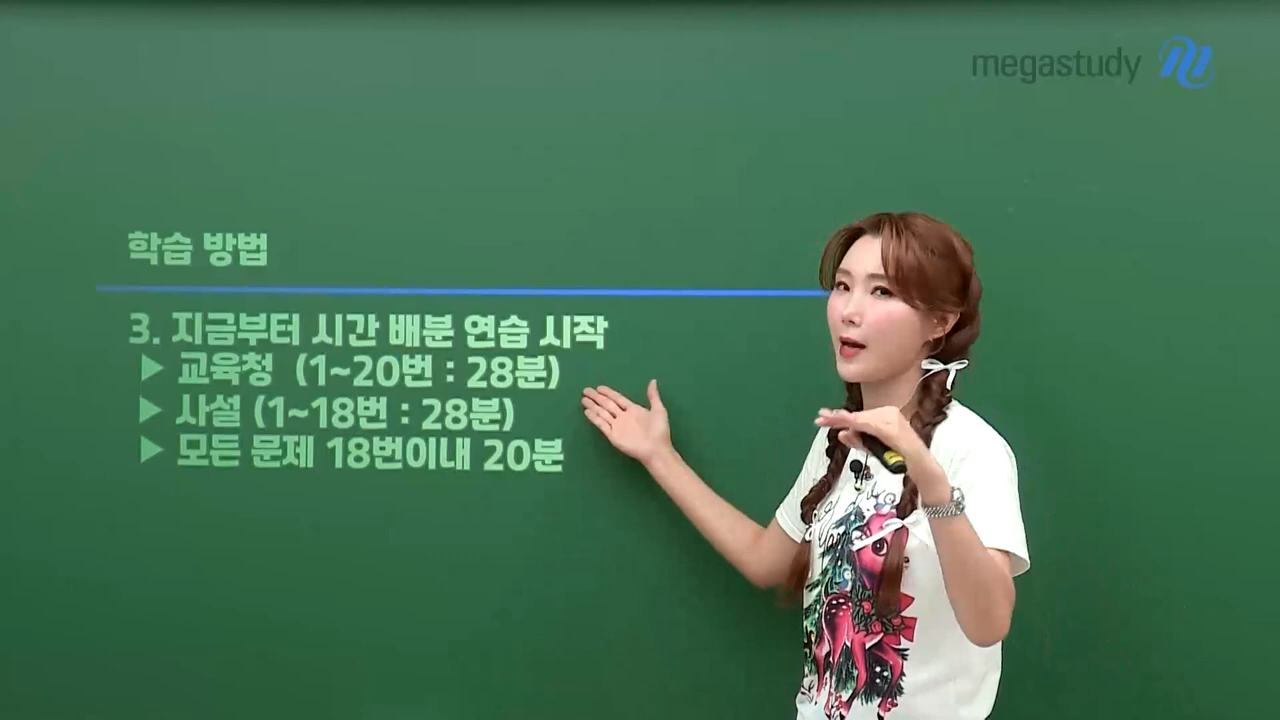 megastudy
학습 방법
3. 지금부터 시간 배분 연습 시작
▶ 교육청 (1~20번 : 28분)
▶ 사설 (1~18번 : 28분)
▶ 모든 문제 18번이내 20분